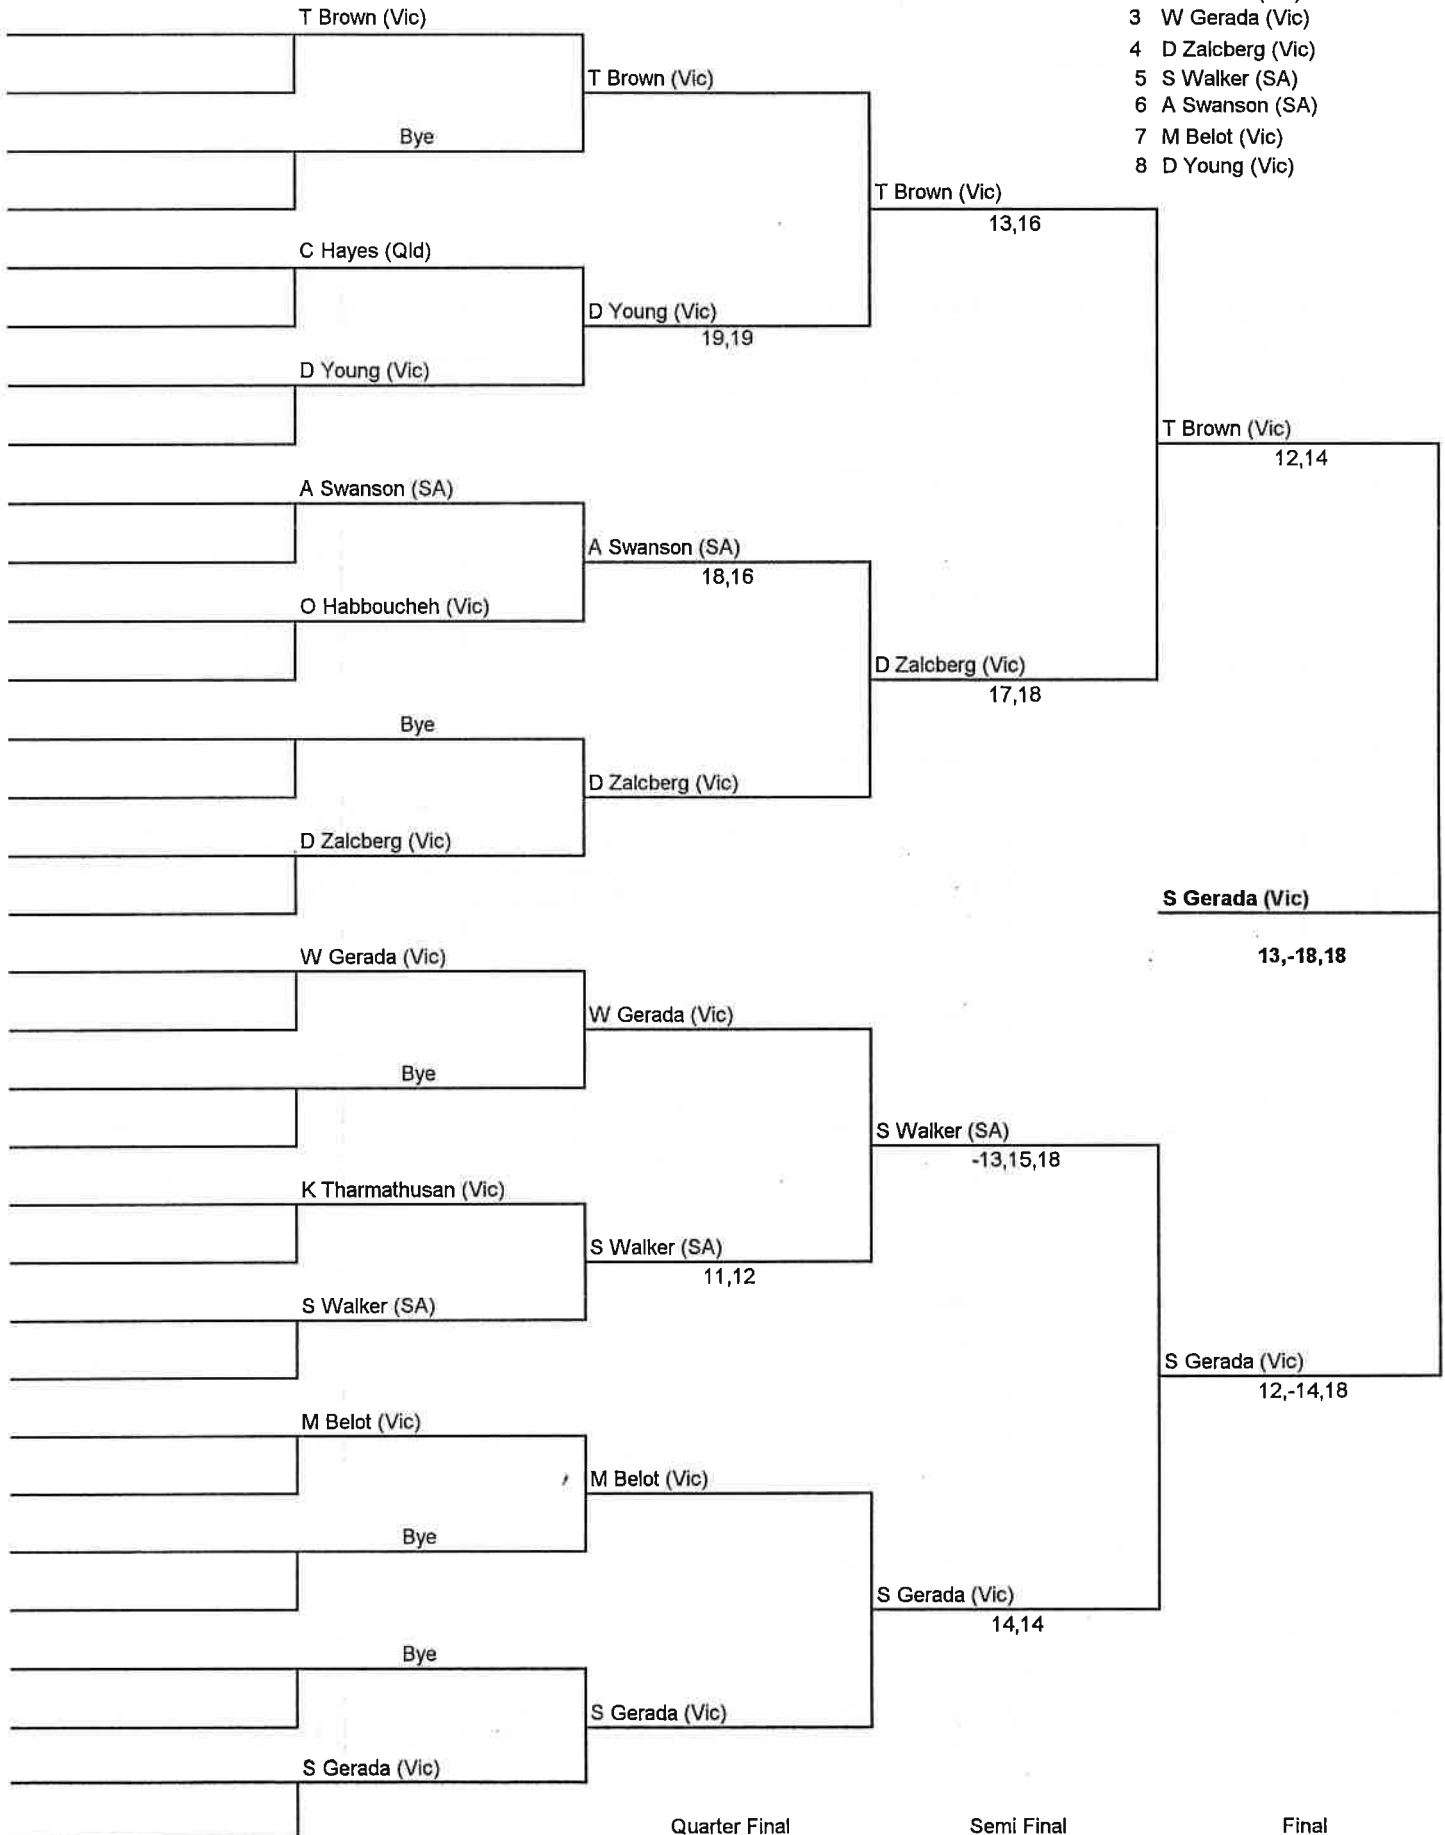 T Brown (Vic)
3 W Gerada (Vic)
4 D Zalcberg (Vic)
5 S Walker (SA)
6 A Swanson (SA)
7 M Belot (Vic)
8 D Young (Vic)
T Brown (Vic)
Bye
T Brown (Vic)
13,16
C Hayes (Qld)
D Young (Vic)
19,19
D Young (Vic)
T Brown (Vic)
12,14
A Swanson (SA)
A Swanson (SA)
18,16
O Habboucheh (Vic)
D Zalcberg (Vic)
17,18
Bye
D Zalcberg (Vic)
D Zalcberg (Vic)
S Gerada (Vic)
13,-18,18
W Gerada (Vic)
W Gerada (Vic)
Bye
S Walker (SA)
-13,15,18
K Tharmathusan (Vic)
S Walker (SA)
11,12
S Walker (SA)
S Gerada (Vic)
12,-14,18
M Belot (Vic)
M Belot (Vic)
Bye
S Gerada (Vic)
14,14
Bye
S Gerada (Vic)
S Gerada (Vic)
Quarter Final
Semi Final
Final